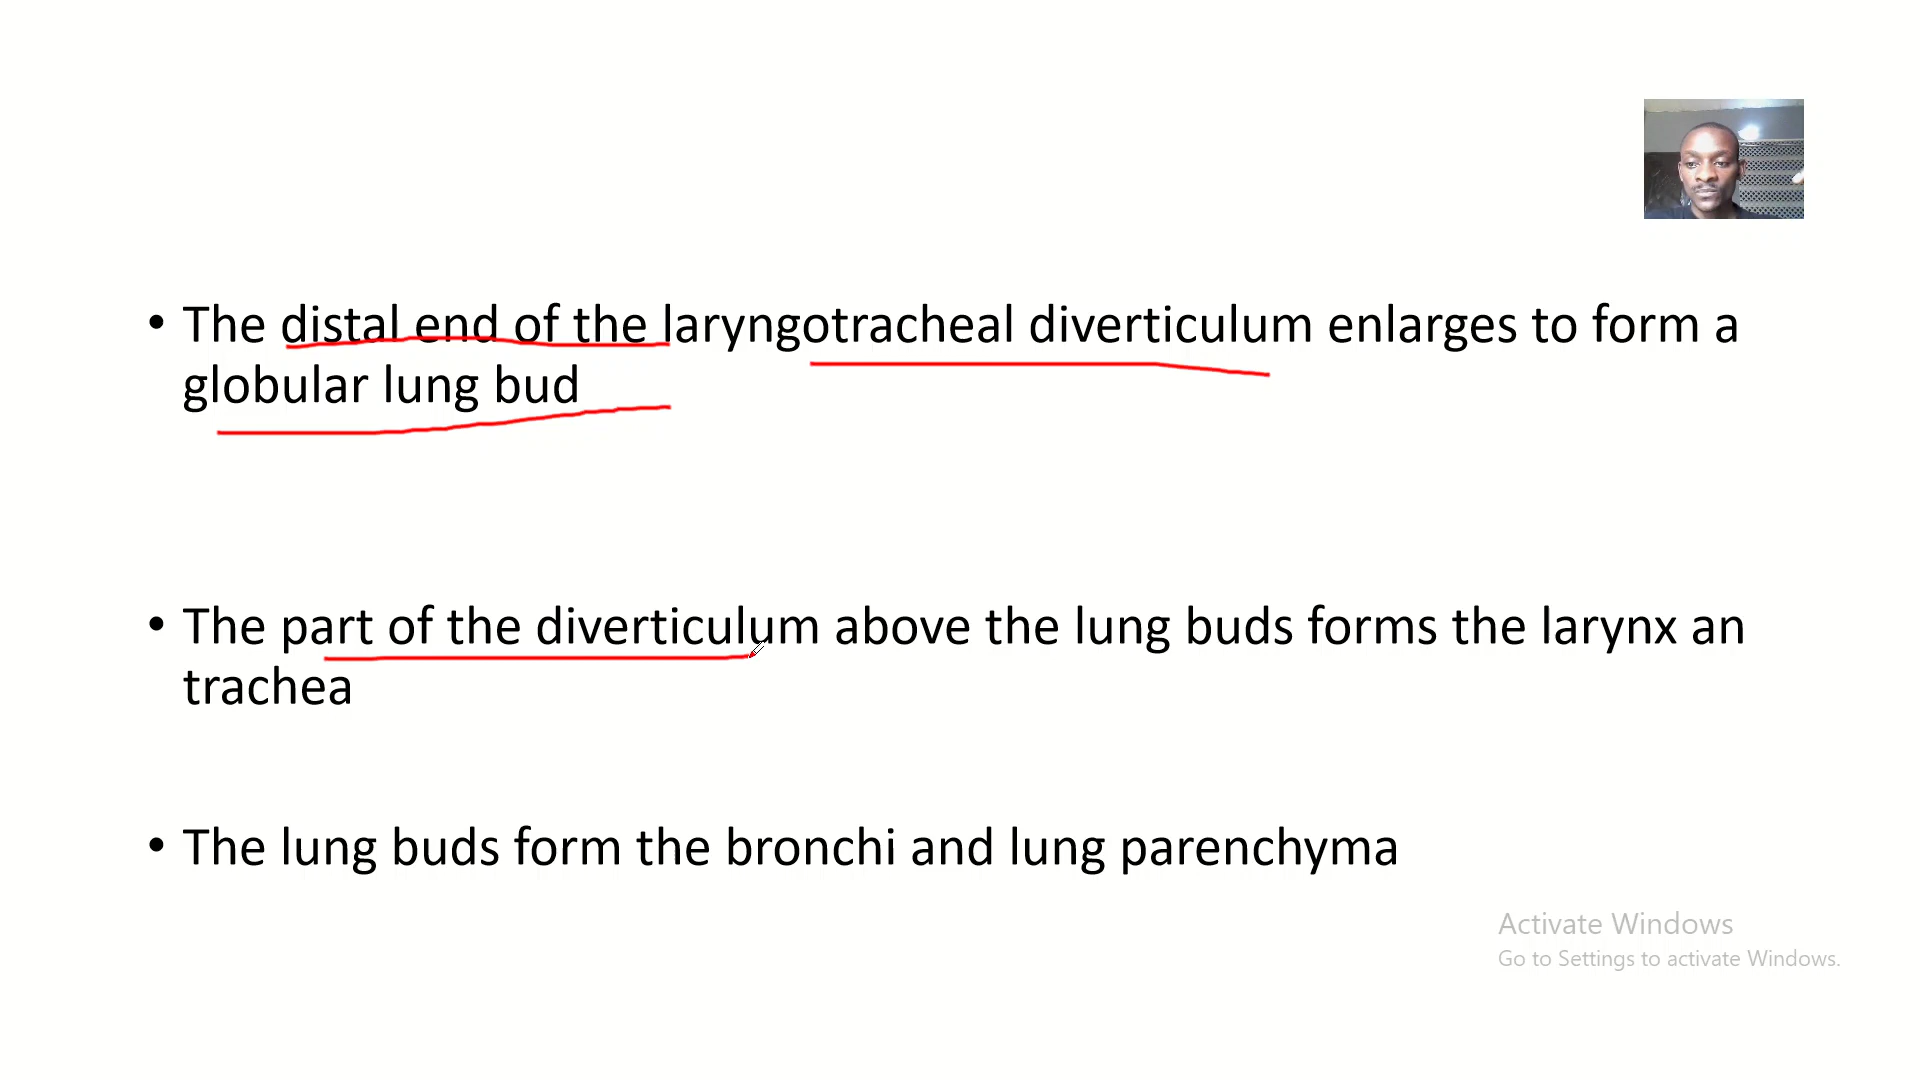 • The distal end of the laryngotracheal diverticulum enlarges to form a
globular lung bud
• The part of the diverticulum above the lung buds forms the larynx an
trachea
• The lung buds form the bronchi and lung parenchyma
Activate Windows
Go to Settings to activate Windows.